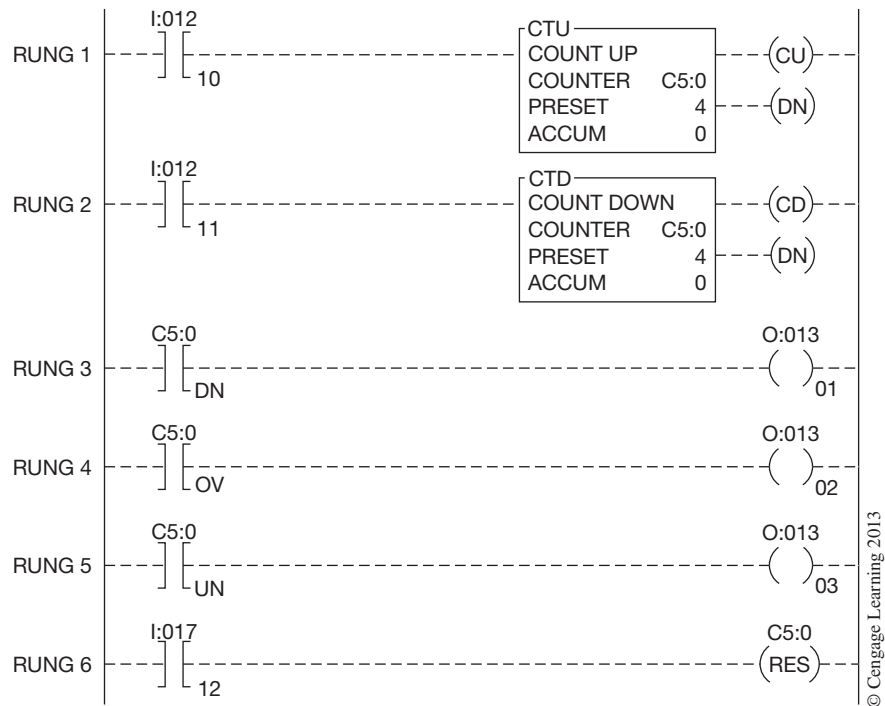 I:012
RUNG 1
10
CTU
COUNT UP
COUNTER C5:0
PRESET 4
ACCUM 0
CU
DN
I:012
RUNG 2
11
CTD
COUNT DOWN
COUNTER C5:0
PRESET 4
ACCUM 0
CD
DN
C5:0
O:013
RUNG 3
DN
01
C5:0
O:013
RUNG 4
OV
02
C5:0
O:013
RUNG 5
UN
03
I:017
C5:0
RUNG 6
RES
12
© Cengage Learning 2013